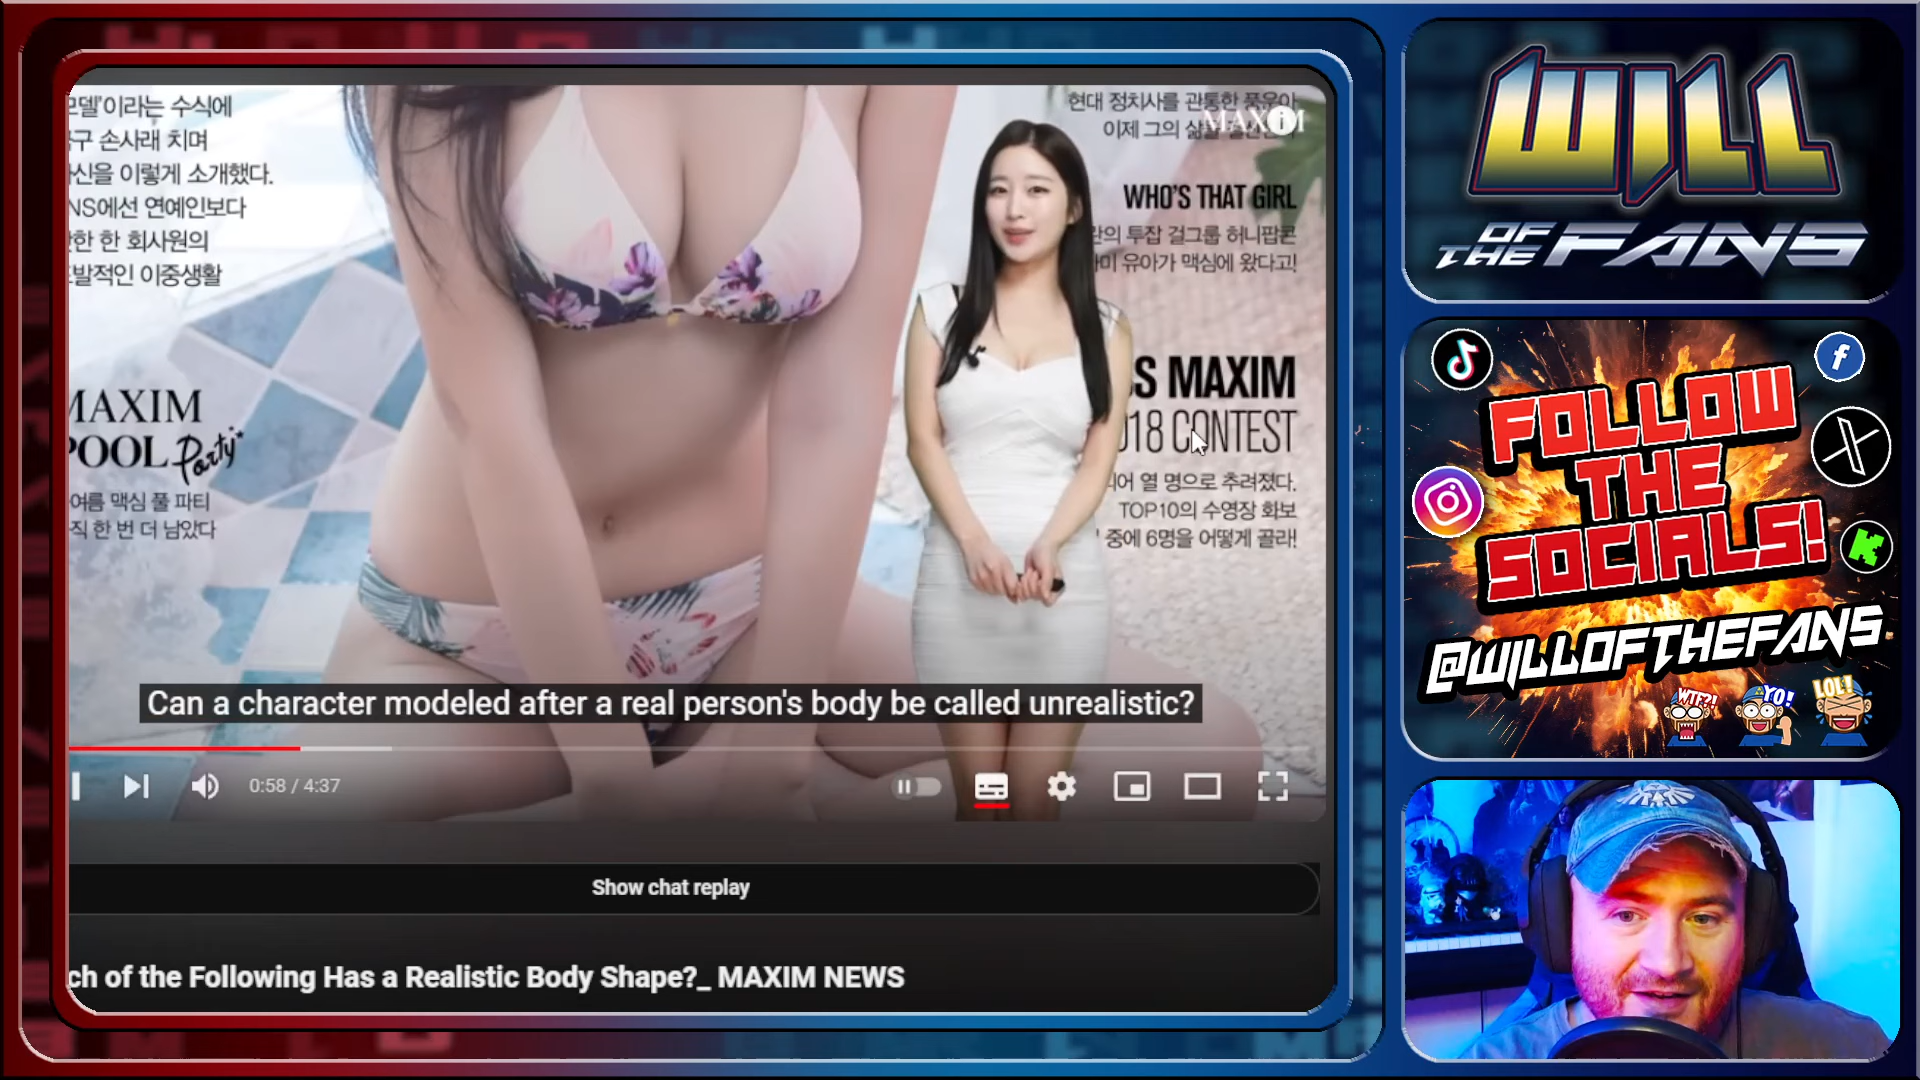 모델'이라는 수식에
구 손사래 치며
신을 이렇게 소개했다.
NS에선 연예인보다
한 한 회사원의
발적인 이중생활
MAXIM
POOL Party
여름 맥심 풀 파티
직 한 번 더 남았다
현대 정치사를 관통한 풍운아
이제 그의 삶을
MAXIM
WHO'S THAT GIRL
란의 투잡 걸그룹 허니팝콘
미 유아가 맥심에 왔다고!
SS MAXIM
018 CONTEST
디어 열 명으로 추려졌다.
TOP10의 수영장 화보
중에 6명을 어떻게 골라!
Can a character modeled after a real person's body be called unrealistic?
0:58 / 4:37
Show chat replay
ch of the Following Has a Realistic Body Shape?_ MAXIM NEWS
WILL
OF
THE FANS
FOLLOW
THE
SOCIALS!
@WILLOFTHEFANS
WTF?!
YO!
LOL!